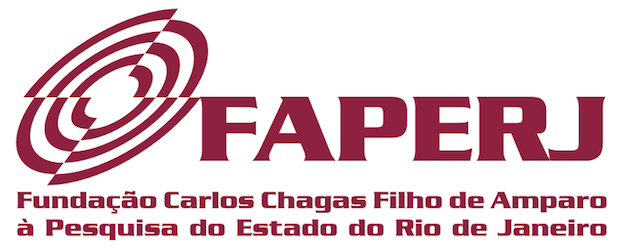 FAPERJ
Fundação Carlos Chagas Filho de Amparo
à Pesquisa do Estado do Rio de Janeiro